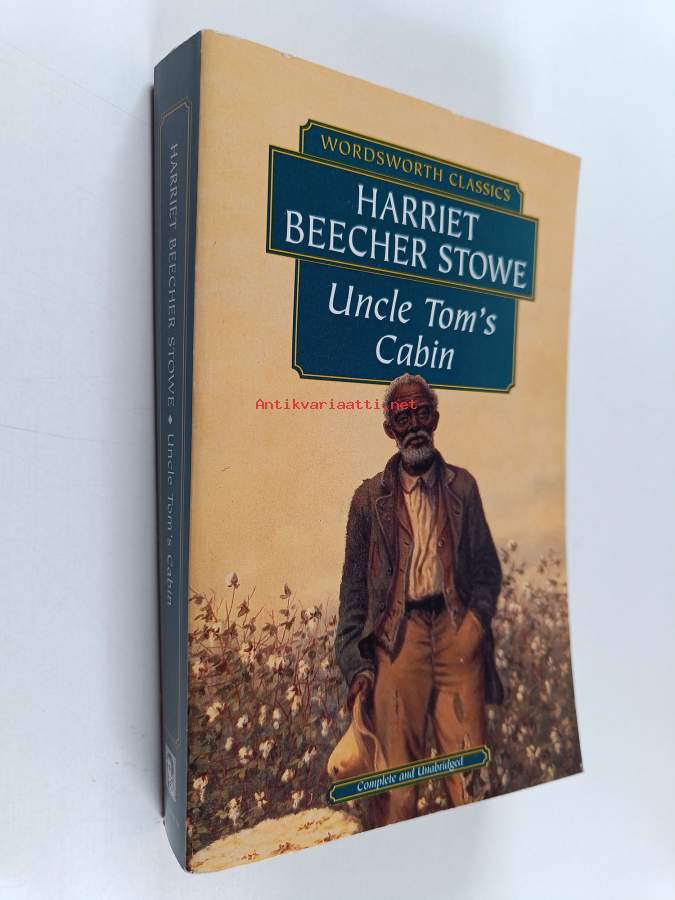 WORDSWORTH CLASSICS
HARRIET
BEECHER STOWE
Uncle Tom's
Cabin
Antikvariaatti.net
Complete and Unabridged
HARRIET BEECHER STOWE • Uncle Tom's Cabin